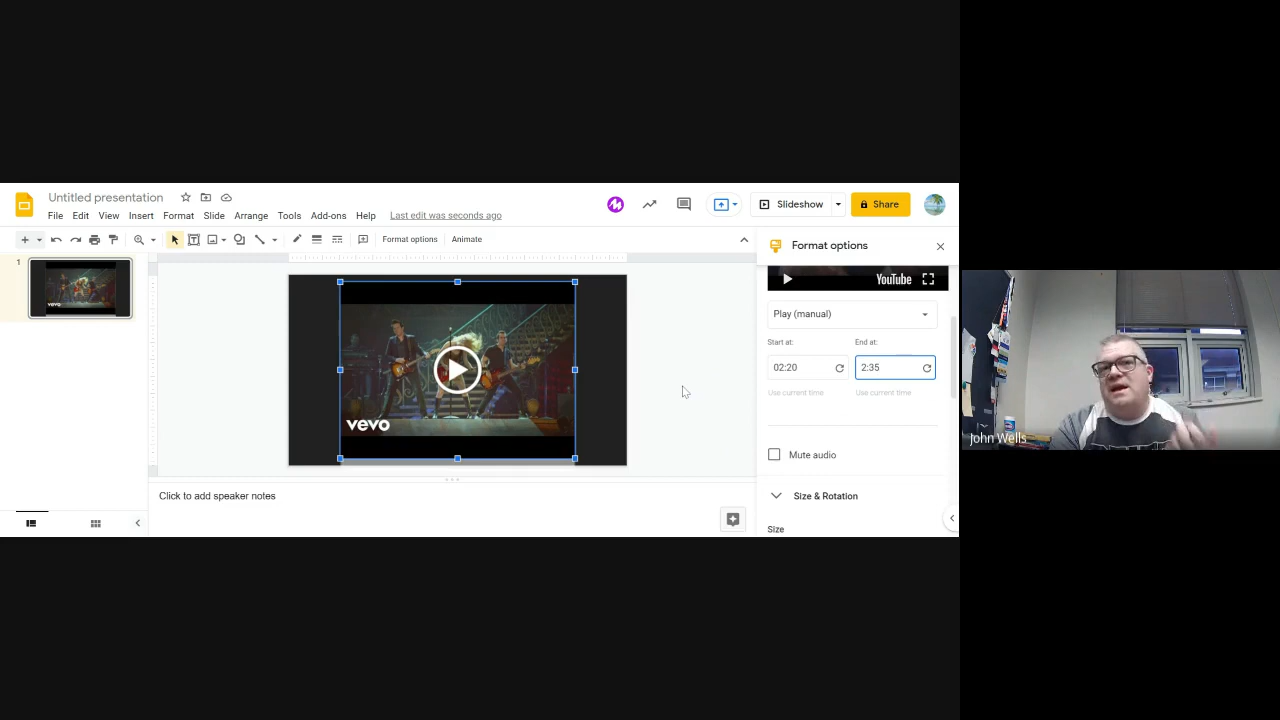 Untitled presentation
File Edit View Insert Format Slide Arrange Tools Add-ons Help Last edit was seconds ago
Slideshow
Share
Format options Animate
Format options
1
vevo
vevo
YouTube
Play (manual)
Start at: End at:
02:20 2:35
Use current time Use current time
Mute audio
Size & Rotation
Size
Click to add speaker notes
John Wells